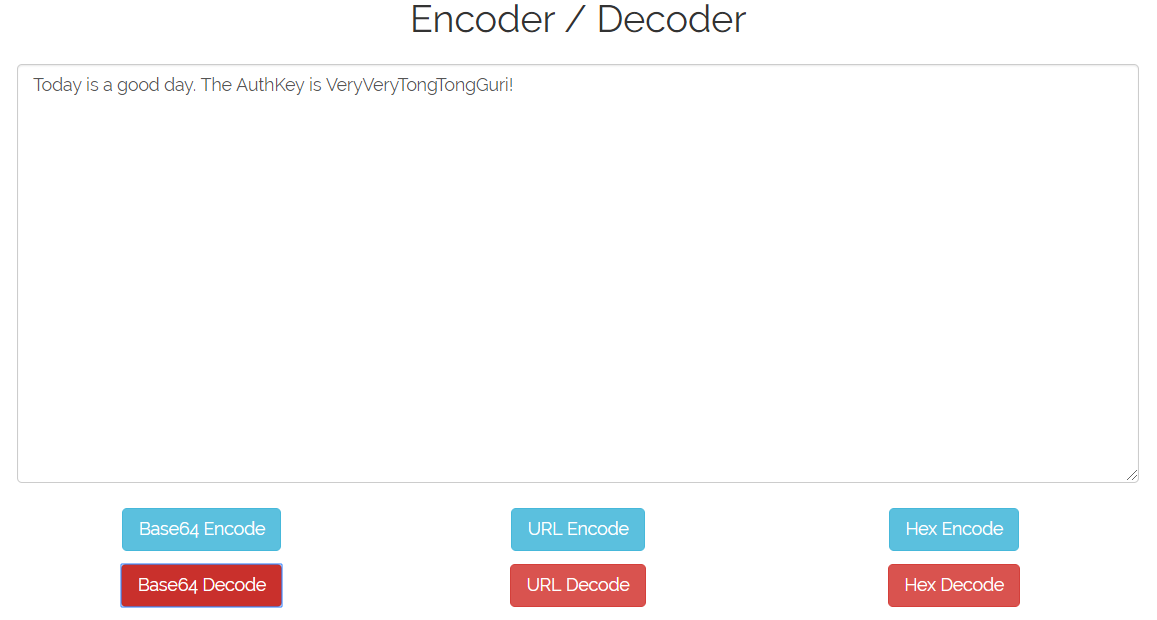 Encoder / Decoder
Today is a good day. The AuthKey is VeryVeryTongTongGuri!
Base64 Encode
URL Encode
Hex Encode
Base64 Decode
URL Decode
Hex Decode